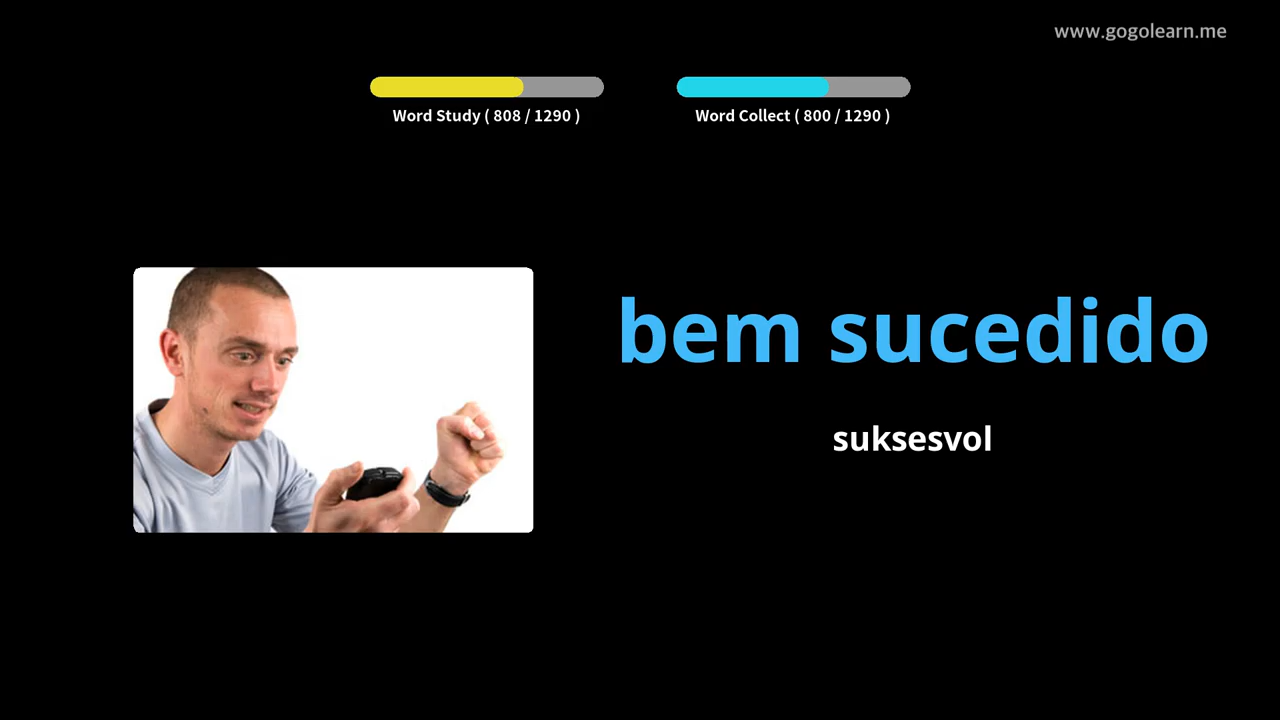 www.gogolearn.me
Word Study ( 808 / 1290 )
Word Collect ( 800 / 1290 )
bem sucedido
suksesvol